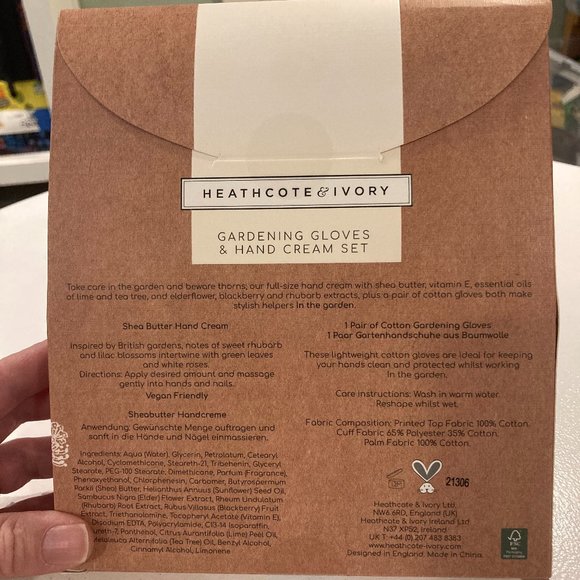 HEATHCOTE & IVORY
GARDENING GLOVES
& HAND CREAM SET
Take care in the garden and beware thorns; our full-size hand cream with shea butter, vitamin E, essential oils
of lime and tea tree, and elderflower, blackberry and rhubarb extracts, plus a pair of cotton gloves both make
stylish helpers in the garden.
Shea Butter Hand Cream
Inspired by British gardens, notes of sweet rhubarb
and lilac blossoms intertwine with green leaves
and white roses.
Directions: Apply desired amount and massage
gently into hands and nails.
Vegan Friendly
Sheabutter Handcreme
Anwendung: Gewünschte Menge auftragen und
sanft in die Hände und Nägel einmassieren.
Ingredients: Aqua (Water), Glycerin, Petrolatum, Cetearyl
Alcohol, Cyclomethicone, Steareth-21, Tribehenin, Glyceryl
Stearate, PEG-100 Stearate, Dimethicone, Parfum (Fragrance),
Phenoxyethanol, Chlorphenesin, Carbomer, Butyrospermum
Parkii (Shea) Butter, Helianthus Annuus (Sunflower) Seed Oil,
Sambucus Nigra (Elder) Flower Extract, Rheum Undulatum
(Rhubarb) Root Extract, Rubus Villosus (Blackberry) Fruit
Extract, Triethanolamine, Tocopheryl Acetate (Vitamin E),
Disodium EDTA, Polyacrylamide, C13-14 Isoparaffin,
Laureth-7, Panthenol, Citrus Aurantifolia (Lime) Peel Oil,
Melaleuca Alternifolia (Tea Tree) Oil, Benzyl Alcohol,
Cinnamyl Alcohol, Limonene
1 Pair of Cotton Gardening Gloves
1 Paar Gartenhandschuhe aus Baumwolle
These lightweight cotton gloves are ideal for keeping
your hands clean and protected whilst working
in the garden.
Care instructions: Wash in warm water.
Reshape whilst wet.
Fabric Composition: Printed Top Fabric 100% Cotton.
Cuff Fabric 65% Polyester 35% Cotton.
Palm Fabric 100% Cotton.
21306
Heathcote & Ivory Ltd
NW6 6RD, England (UK)
Heathcote & Ivory Ireland Ltd
N37 XP52, Ireland
UK T: +44 (0) 207 483 8383
www.heathcote-ivory.com
Designed in England. Made in China.
FSC